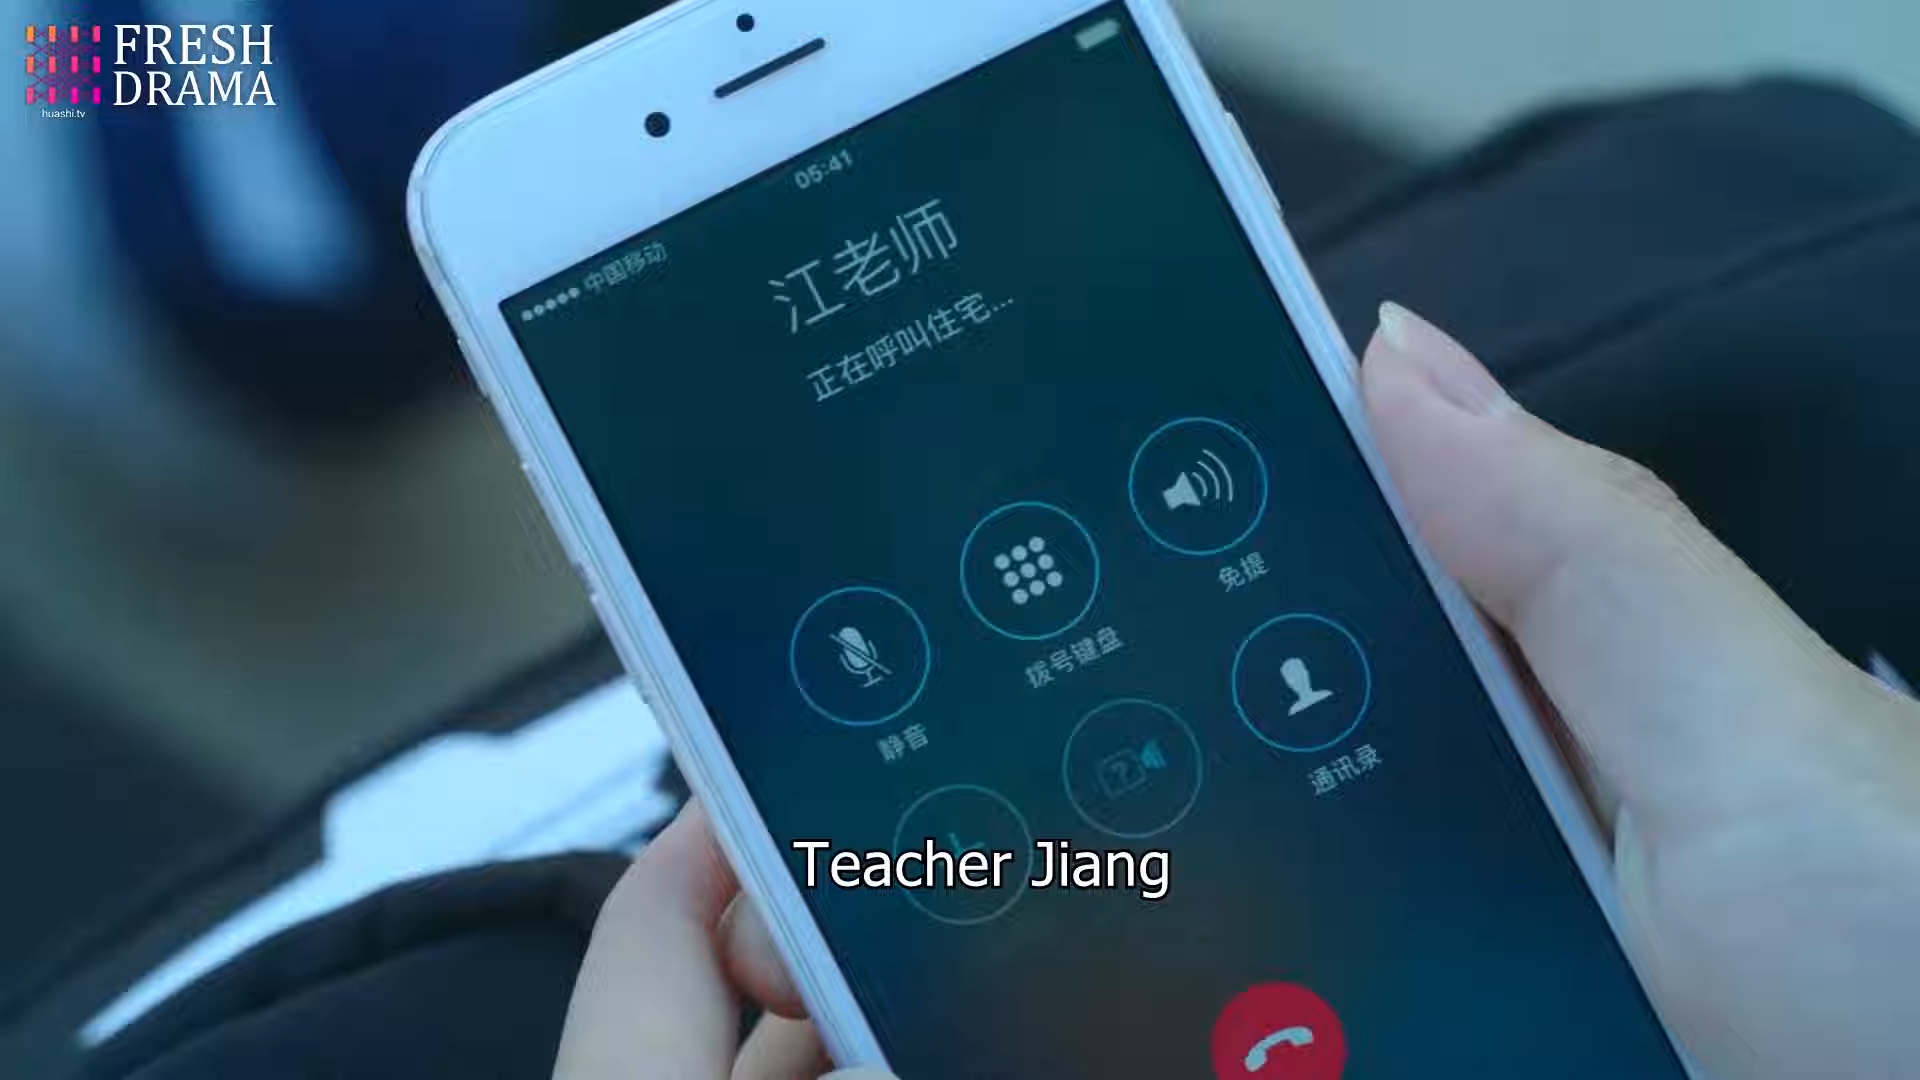 FRESH
DRAMA
huashi.tv
05:41
中国移动
江老师
正在呼叫住宅...
免提
拨号键盘
静音
通讯录
Teacher Jiang